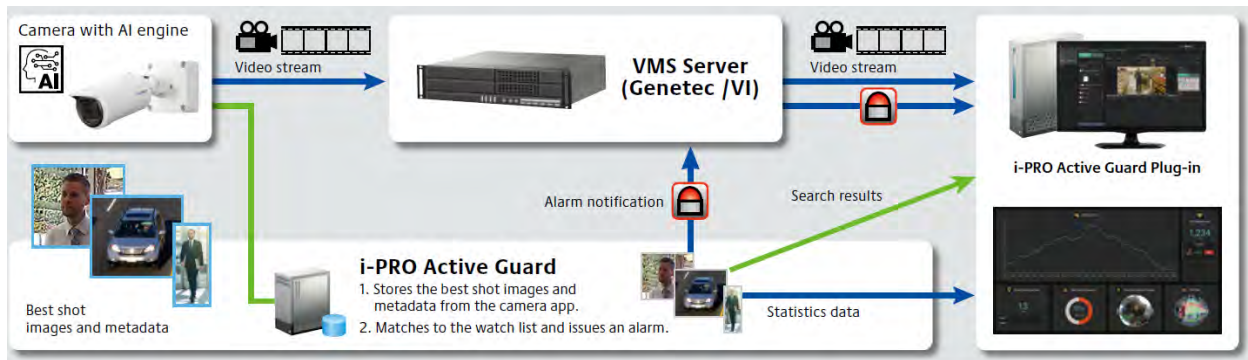 Camera with AI engine
AI
Video stream
VMS Server
(Genetec /VI)
Video stream
i-PRO Active Guard Plug-in
Alarm notification
Search results
Best shot
images and metadata
i-PRO Active Guard
1. Stores the best shot images and
metadata from the camera app.
2. Matches to the watch list and issues an alarm.
Statistics data
1,234
13